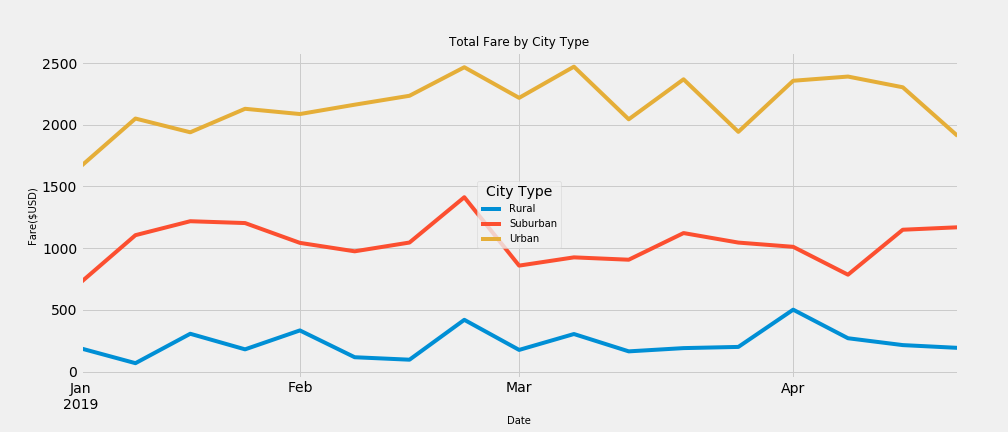 Total Fare by City Type
2500
2000
1500
1000
500
0
Fare($USD)
City Type
Rural
Suburban
Urban
Jan
2019
Feb
Mar
Apr
Date